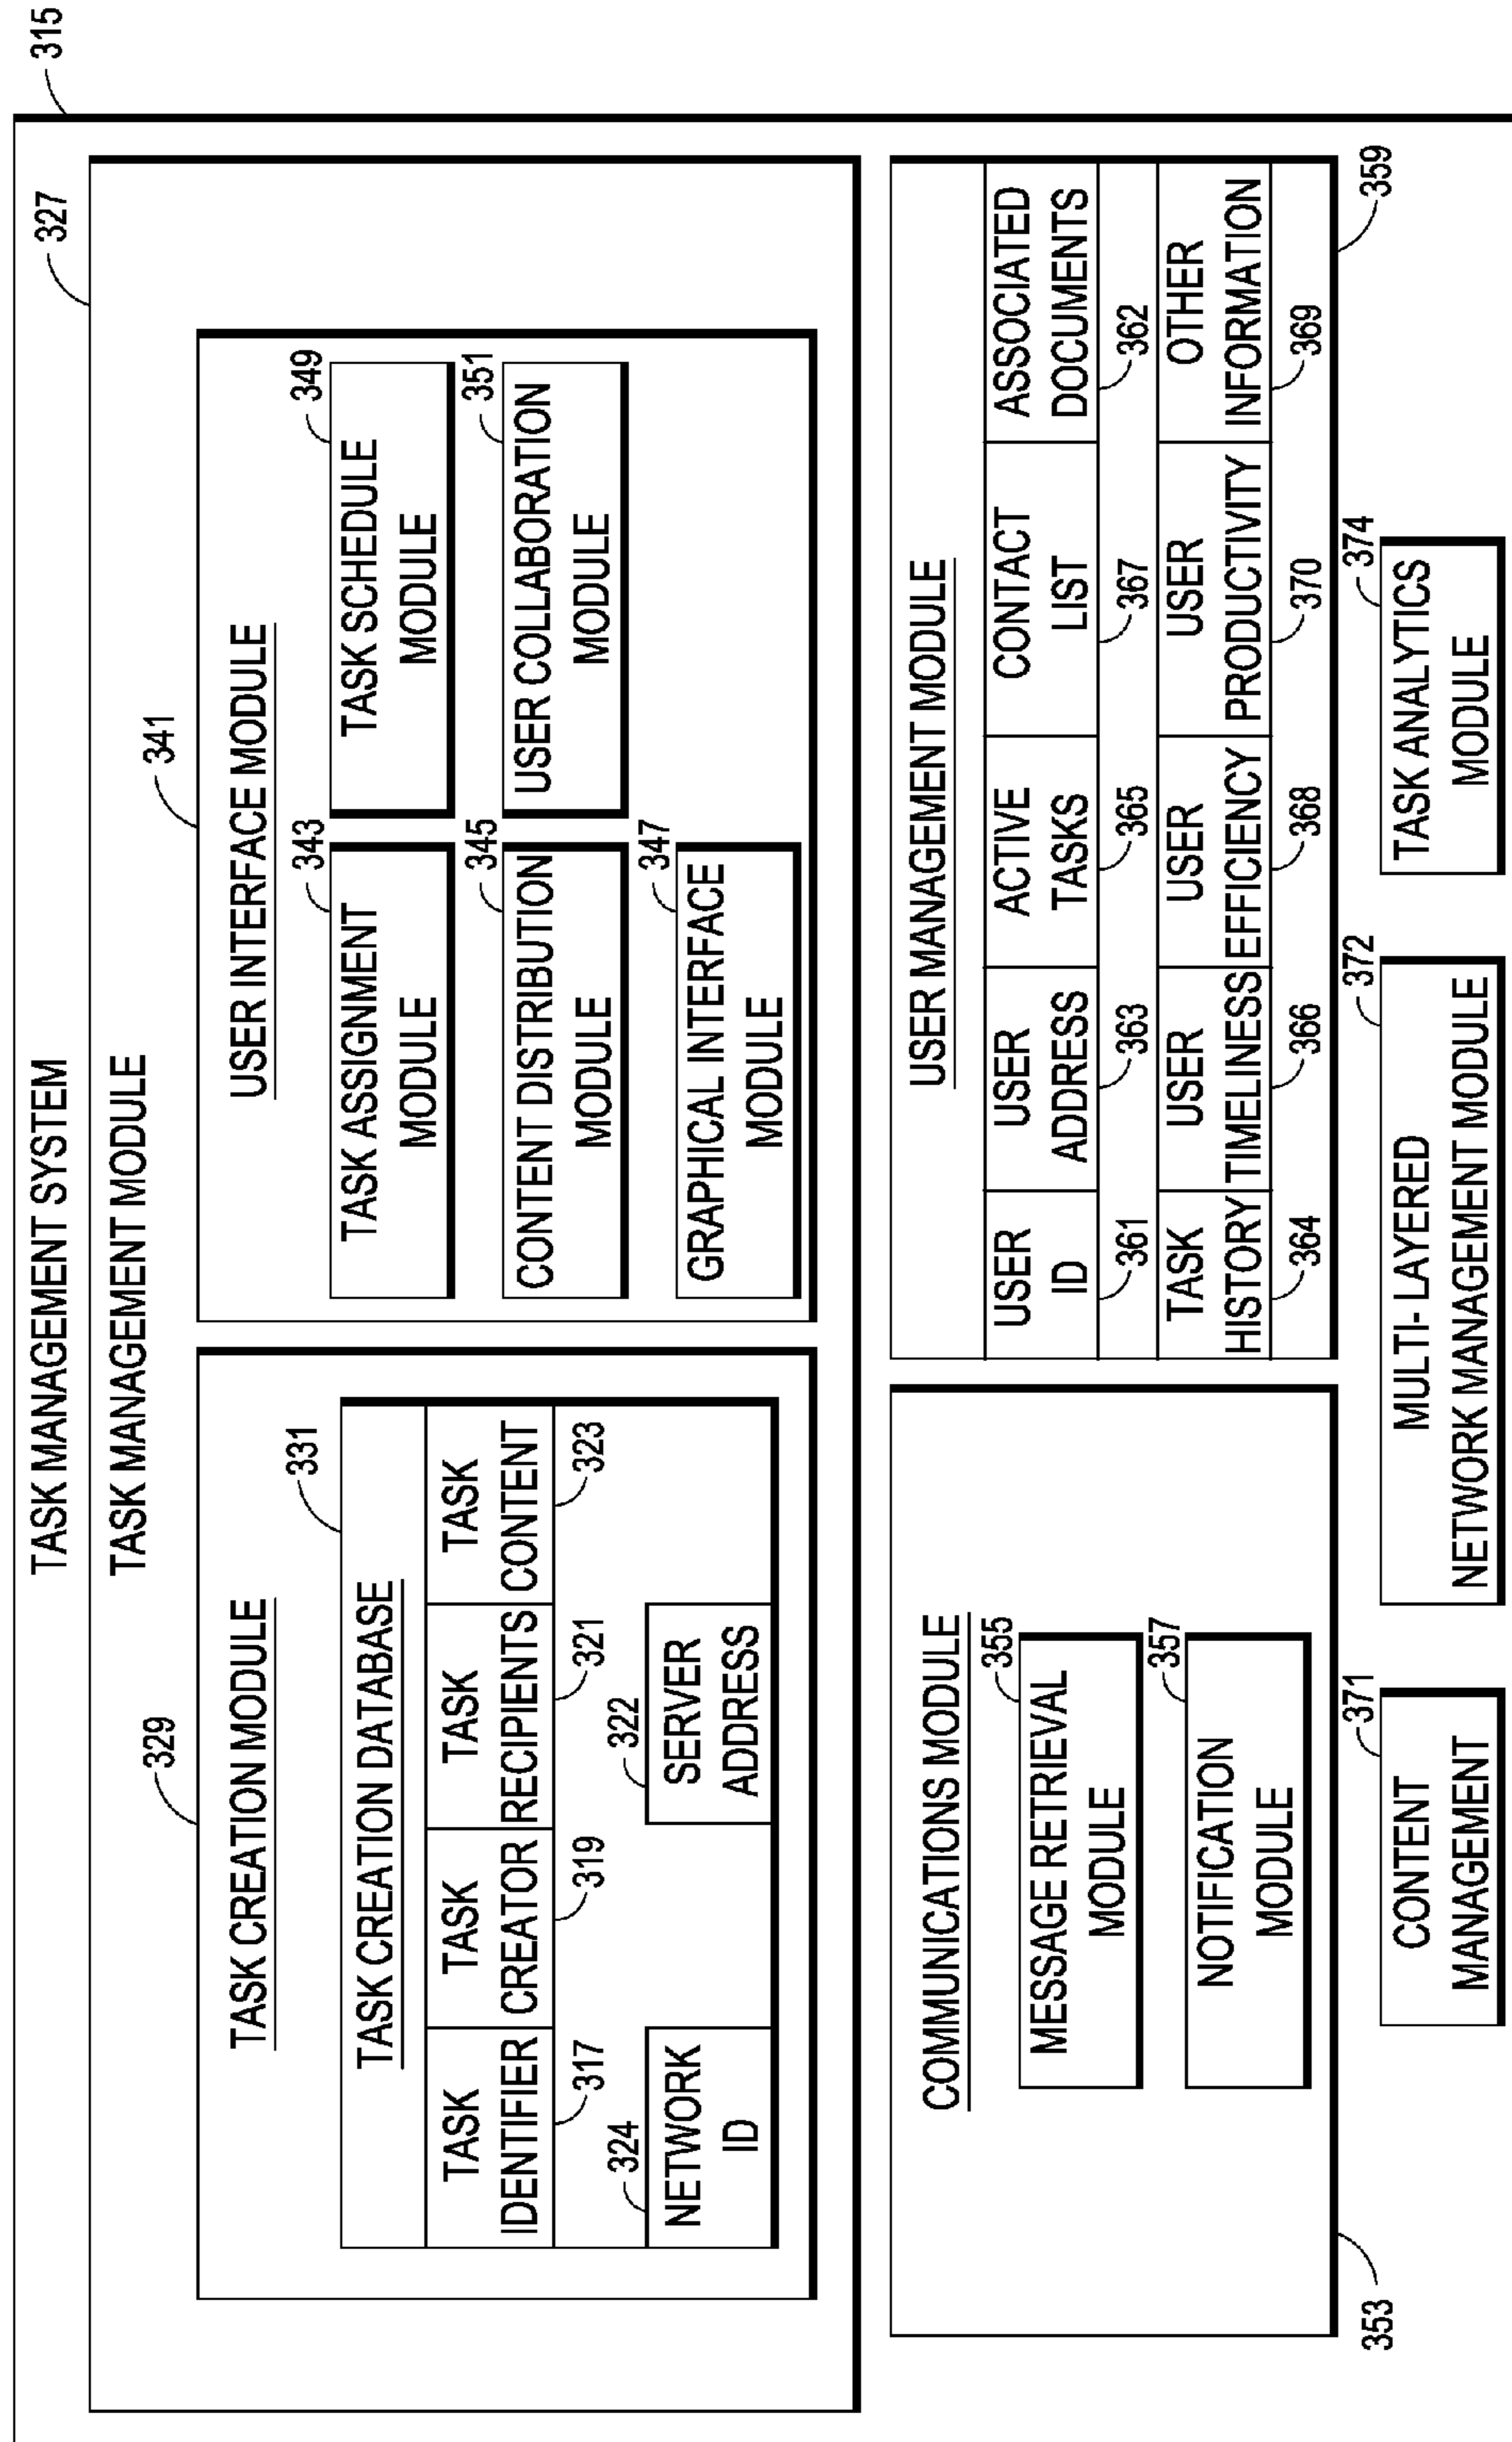 TASK MANAGEMENT SYSTEM
315
TASK MANAGEMENT MODULE
327
329
TASK CREATION MODULE
331
TASK CREATION DATABASE
TASK
IDENTIFIER
317
TASK
CREATOR
319
TASK
RECIPIENTS
321
TASK
CONTENT
323
324
NETWORK
ID
322
SERVER
ADDRESS
341
USER INTERFACE MODULE
343
TASK ASSIGNMENT
MODULE
349
TASK SCHEDULE
MODULE
345
CONTENT DISTRIBUTION
MODULE
351
USER COLLABORATION
MODULE
347
GRAPHICAL INTERFACE
MODULE
COMMUNICATIONS MODULE
355
MESSAGE RETRIEVAL
MODULE
357
NOTIFICATION
MODULE
353
USER MANAGEMENT MODULE
USER
ID
361
USER
ADDRESS
363
ACTIVE
TASKS
365
CONTACT
LIST
367
ASSOCIATED
DOCUMENTS
362
TASK
HISTORY
364
USER
TIMELINESS
366
USER
EFFICIENCY
368
USER
PRODUCTIVITY
370
OTHER
INFORMATION
369
359
371
CONTENT
MANAGEMENT
372
MULTI- LAYERED
NETWORK MANAGEMENT MODULE
374
TASK ANALYTICS
MODULE